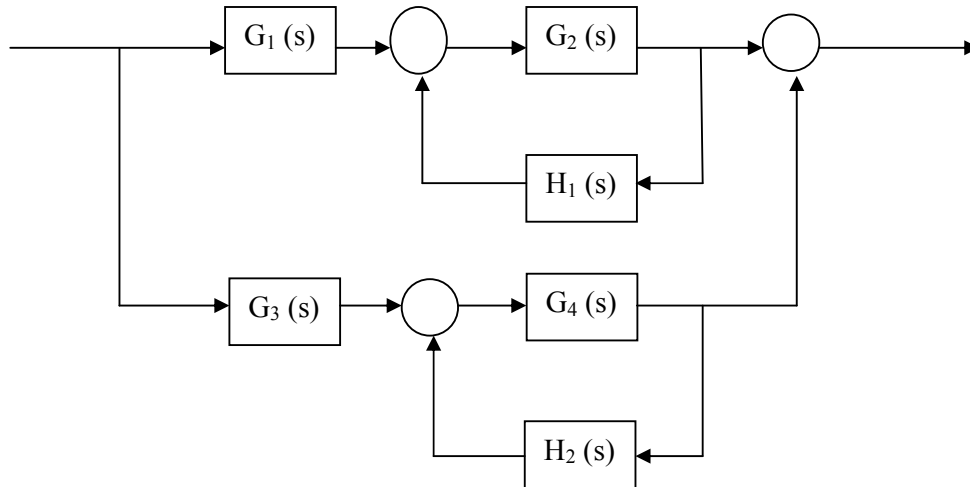 G₁ (s)
G₂ (s)
H₁ (s)
G₃ (s)
G₄ (s)
H₂ (s)